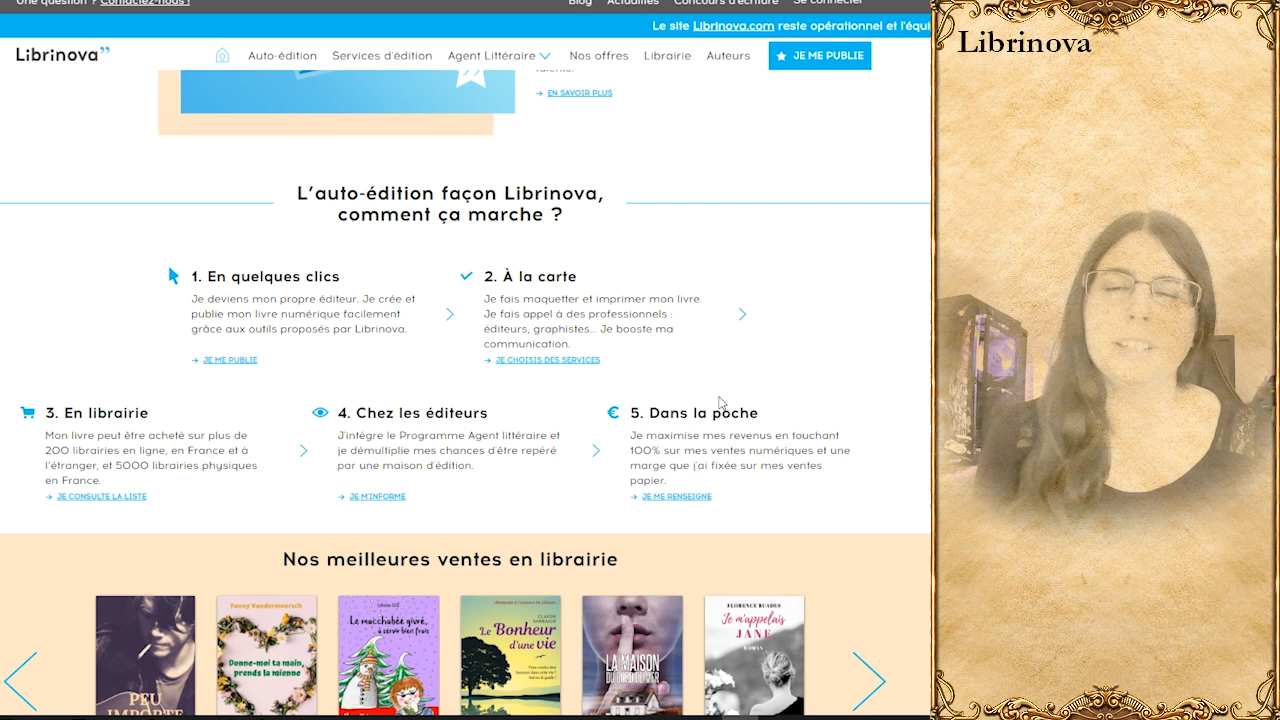 Une question ? Contactez-nous !
Blog Actualités Concours d'écriture Se connecter
Le site Librinova.com reste opérationnel et l'équi
Librinova”
Auto-édition Services d'édition Agent Littéraire Nos offres Librairie Auteurs JE ME PUBLIE
talents.
EN SAVOIR PLUS
L'auto-édition façon Librinova,
comment ça marche ?
1. En quelques clics
Je deviens mon propre éditeur. Je crée et
publie mon livre numérique facilement
grâce aux outils proposés par Librinova.
JE ME PUBLIE
2. À la carte
Je fais maquetter et imprimer mon livre.
Je fais appel à des professionnels :
éditeurs, graphistes... Je booste ma
communication.
JE CHOISIS DES SERVICES
3. En librairie
Mon livre peut être acheté sur plus de
200 librairies en ligne, en France et à
l'étranger, et 5000 librairies physiques
en France.
JE CONSULTE LA LISTE
4. Chez les éditeurs
J'intègre le Programme Agent littéraire et
je démultiplie mes chances d'être repéré
par une maison d'édition.
JE M'INFORME
€ 5. Dans la poche
Je maximise mes revenus en touchant
100% sur mes ventes numériques et une
marge que j'ai fixée sur mes ventes
papier.
JE ME RENSEIGNE
Nos meilleures ventes en librairie
PEU
IMPORTE
Fanny Vandermeersch
Donne-moi ta main,
prends la mienne
Le macchabée givré,
à servir bien frais
Le Bonheur
d'une vie
LA MAISON
DU BORD DE MER
FLORENCE BUADES
Je m'appelais
JANE
ROMAN
Librinova